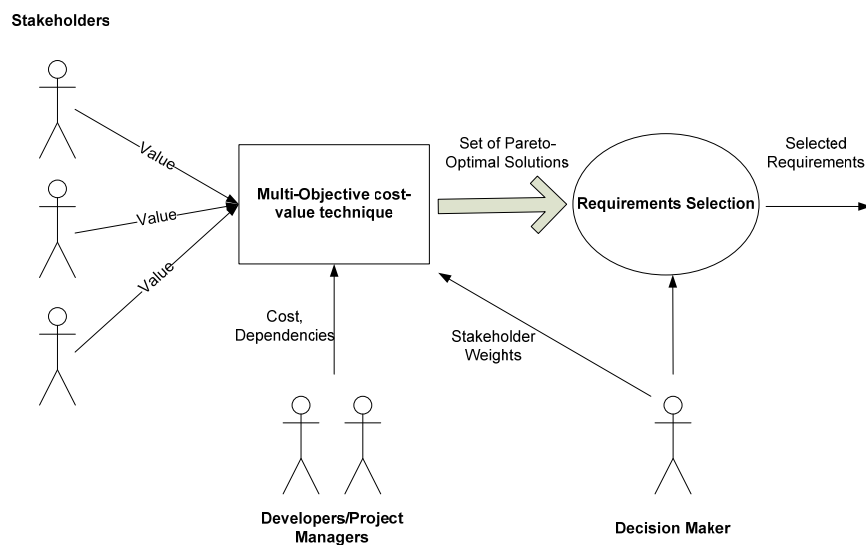 Stakeholders
Value
Value
Value
Multi-Objective cost-
value technique
Set of Pareto-
Optimal Solutions
Requirements Selection
Selected
Requirements
Cost,
Dependencies
Stakeholder
Weights
Developers/Project
Managers
Decision Maker